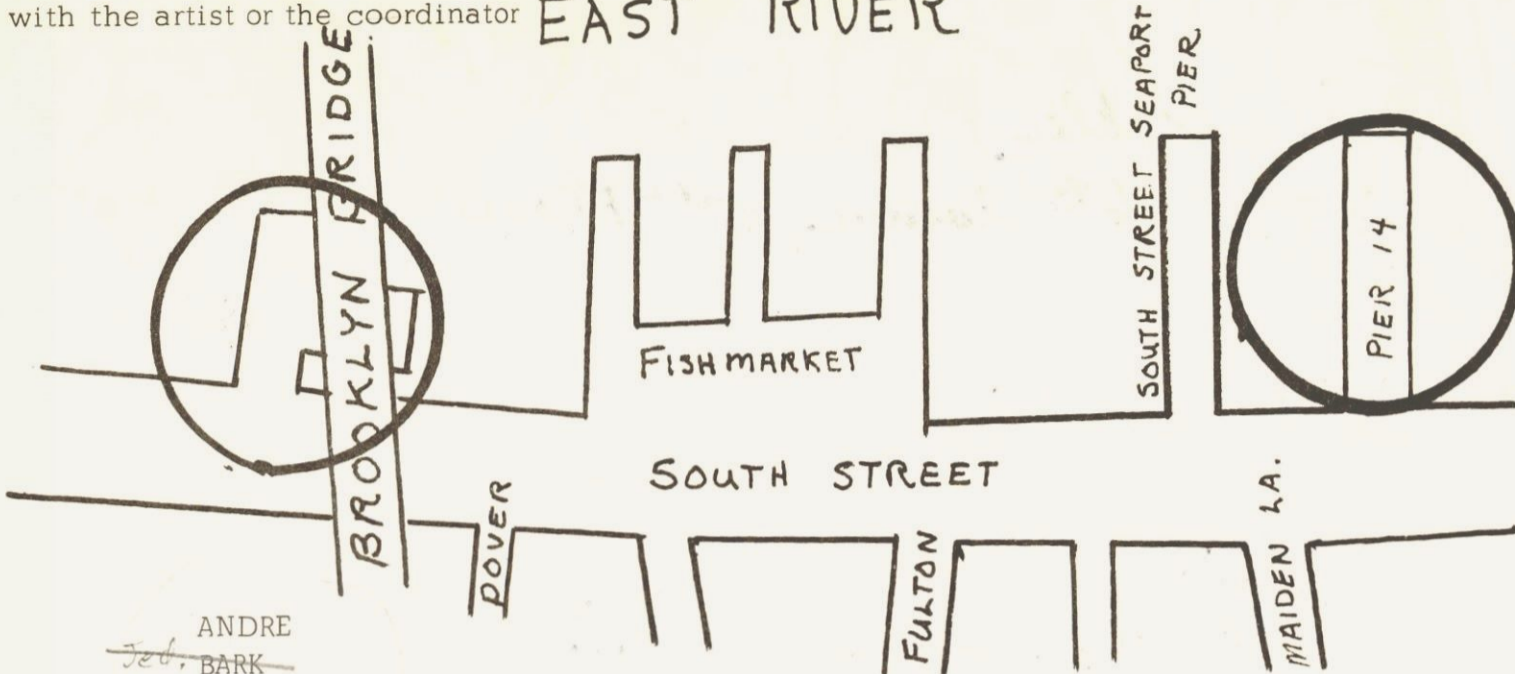 with the artist or the coordinator
EAST RIVER
BROOKLYN BRIDGE
SOUTH STREET SEAPORT
PIER
PIER 14
FISHMARKET
SOUTH STREET
DOVER
FULTON
MAIDEN LA.
ANDRE
Jed. BARK